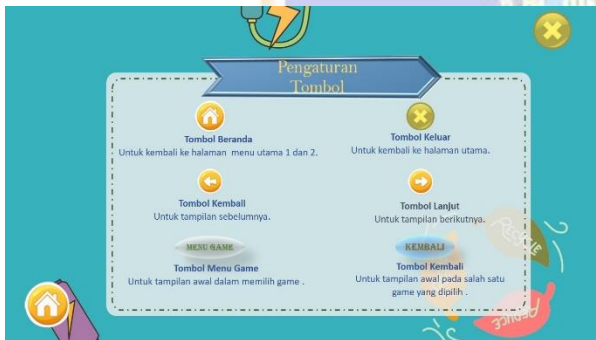 Pengaturan
Tombol
Tombol Beranda
Untuk kembali ke halaman menu utama 1 dan 2.
Tombol Keluar
Untuk kembali ke halaman utama.
Tombol Kembali
Untuk tampilan sebelumnya.
Tombol Lanjut
Untuk tampilan berikutnya.
MENU GAME
Tombol Menu Game
Untuk tampilan awal dalam memilih game .
KEMBALI
Tombol Kembali
Untuk tampilan awal pada salah satu
game yang dipilih .
RECYCLE
REDUCE